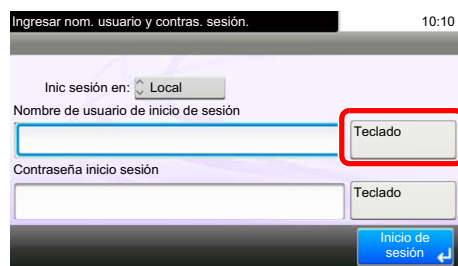 Ingresar nom. usuario y contras. sesión. 10:10
Inic sesión en: Local
Nombre de usuario de inicio de sesión
Teclado
Contraseña inicio sesión
Teclado
Inicio de
sesión